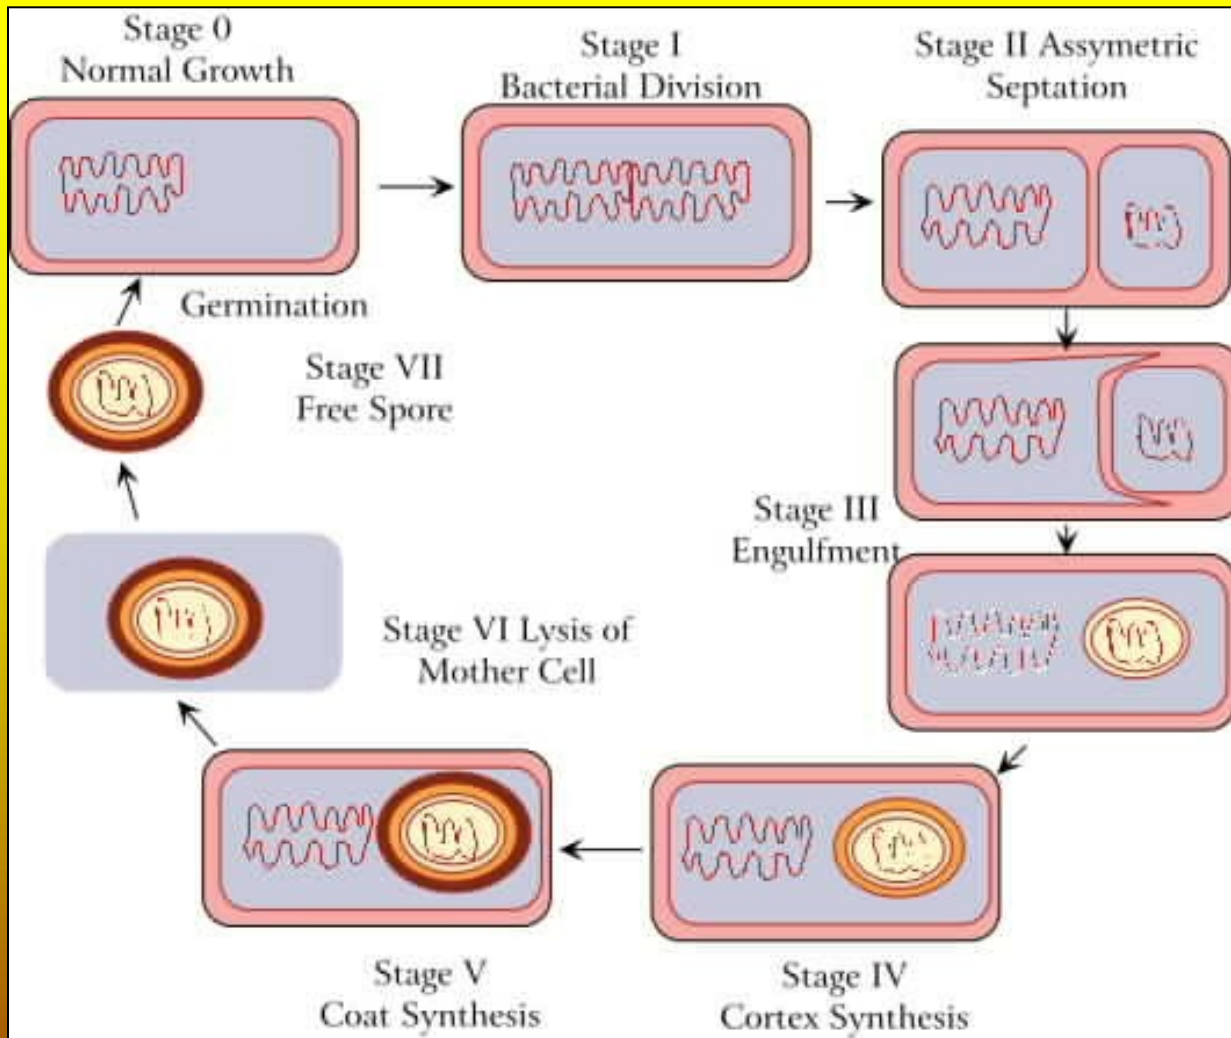 Stage 0
Normal Growth
Stage I
Bacterial Division
Stage II Assymetric
Septation
Germination
Stage VII
Free Spore
Stage III
Engulfment
Stage VI Lysis of
Mother Cell
Stage V
Coat Synthesis
Stage IV
Cortex Synthesis